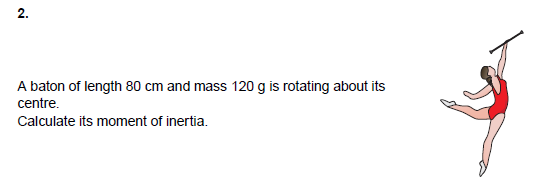 2.
A baton of length 80 cm and mass 120 g is rotating about its
centre.
Calculate its moment of inertia.